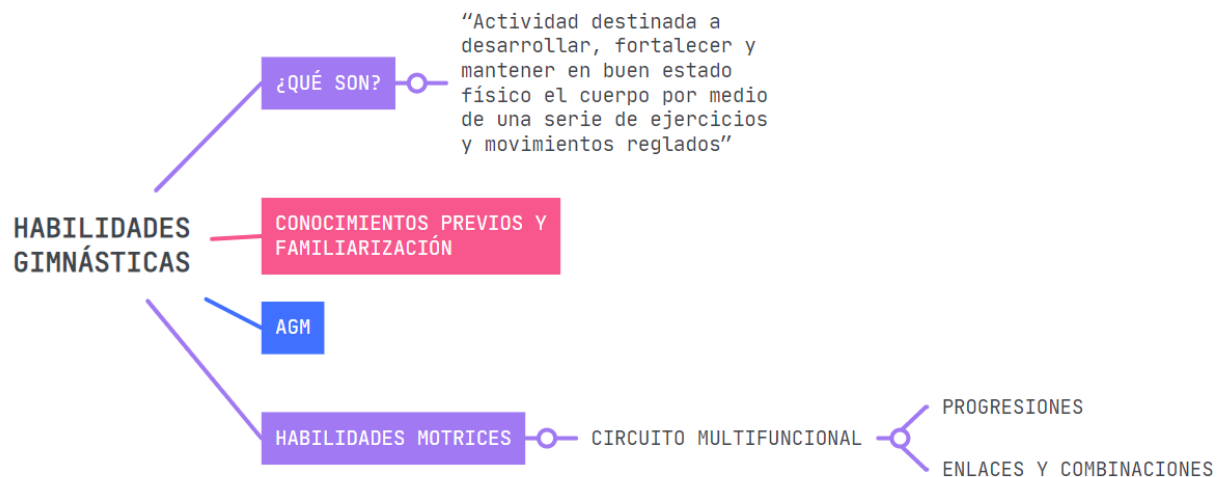 HABILIDADES
GIMNÁSTICAS
¿QUÉ SON?
“Actividad destinada a
desarrollar, fortalecer y
mantener en buen estado
físico el cuerpo por medio
de una serie de ejercicios
y movimientos reglados”
CONOCIMIENTOS PREVIOS Y
FAMILIARIZACIÓN
AGM
HABILIDADES MOTRICES
CIRCUITO MULTIFUNCIONAL
PROGRESIONES
ENLACES Y COMBINACIONES